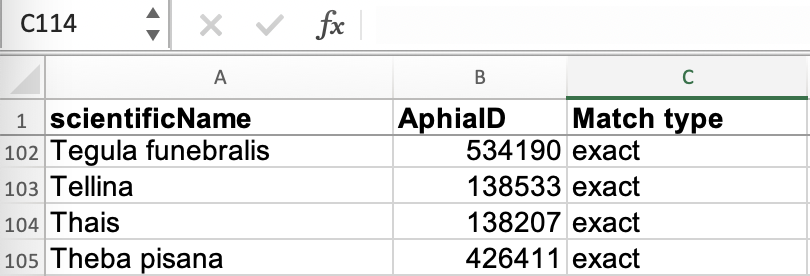 C114 fx
A B C
1 scientificName AphiaID Match type
102 Tegula funebralis 534190 exact
103 Tellina 138533 exact
104 Thais 138207 exact
105 Theba pisana 426411 exact